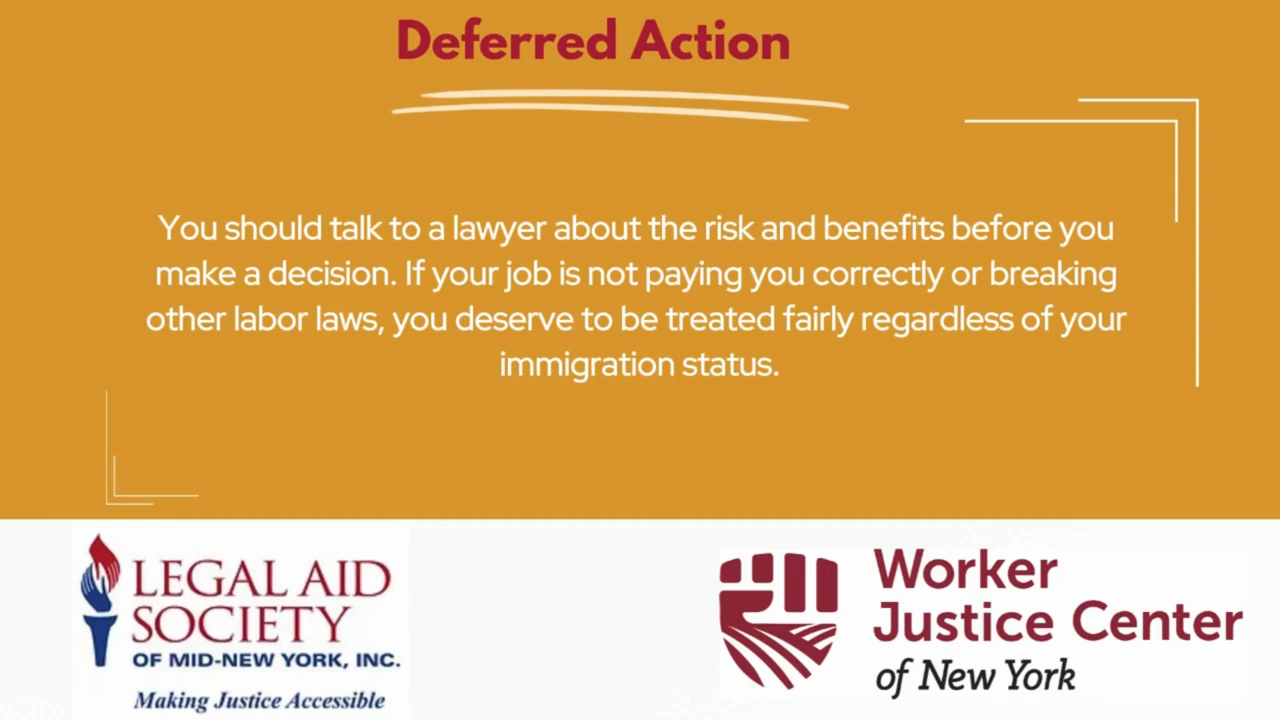 Deferred Action
You should talk to a lawyer about the risk and benefits before you
make a decision. If your job is not paying you correctly or breaking
other labor laws, you deserve to be treated fairly regardless of your
immigration status.
LEGAL AID
SOCIETY
OF MID-NEW YORK, INC.
Making Justice Accessible
Worker
Justice Center
of New York